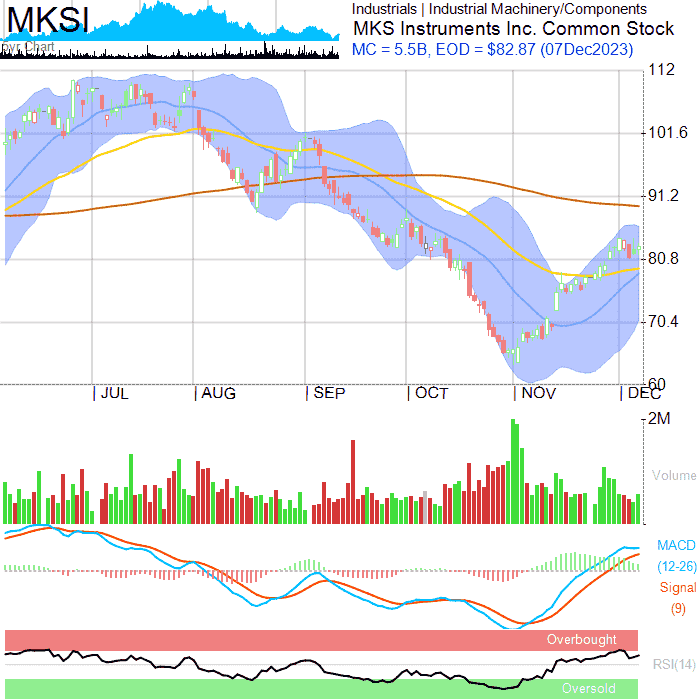 MKSI
Industrials | Industrial Machinery/Components
MKS Instruments Inc. Common Stock
MC = 5.5B, EOD = $82.87 (07Dec2023)
Chart
112
101.6
91.2
80.8
70.4
60
JUL AUG SEP OCT NOV DEC
2M
Volume
MACD
(12-26)
Signal
(9)
Overbought
RSI(14)
Oversold